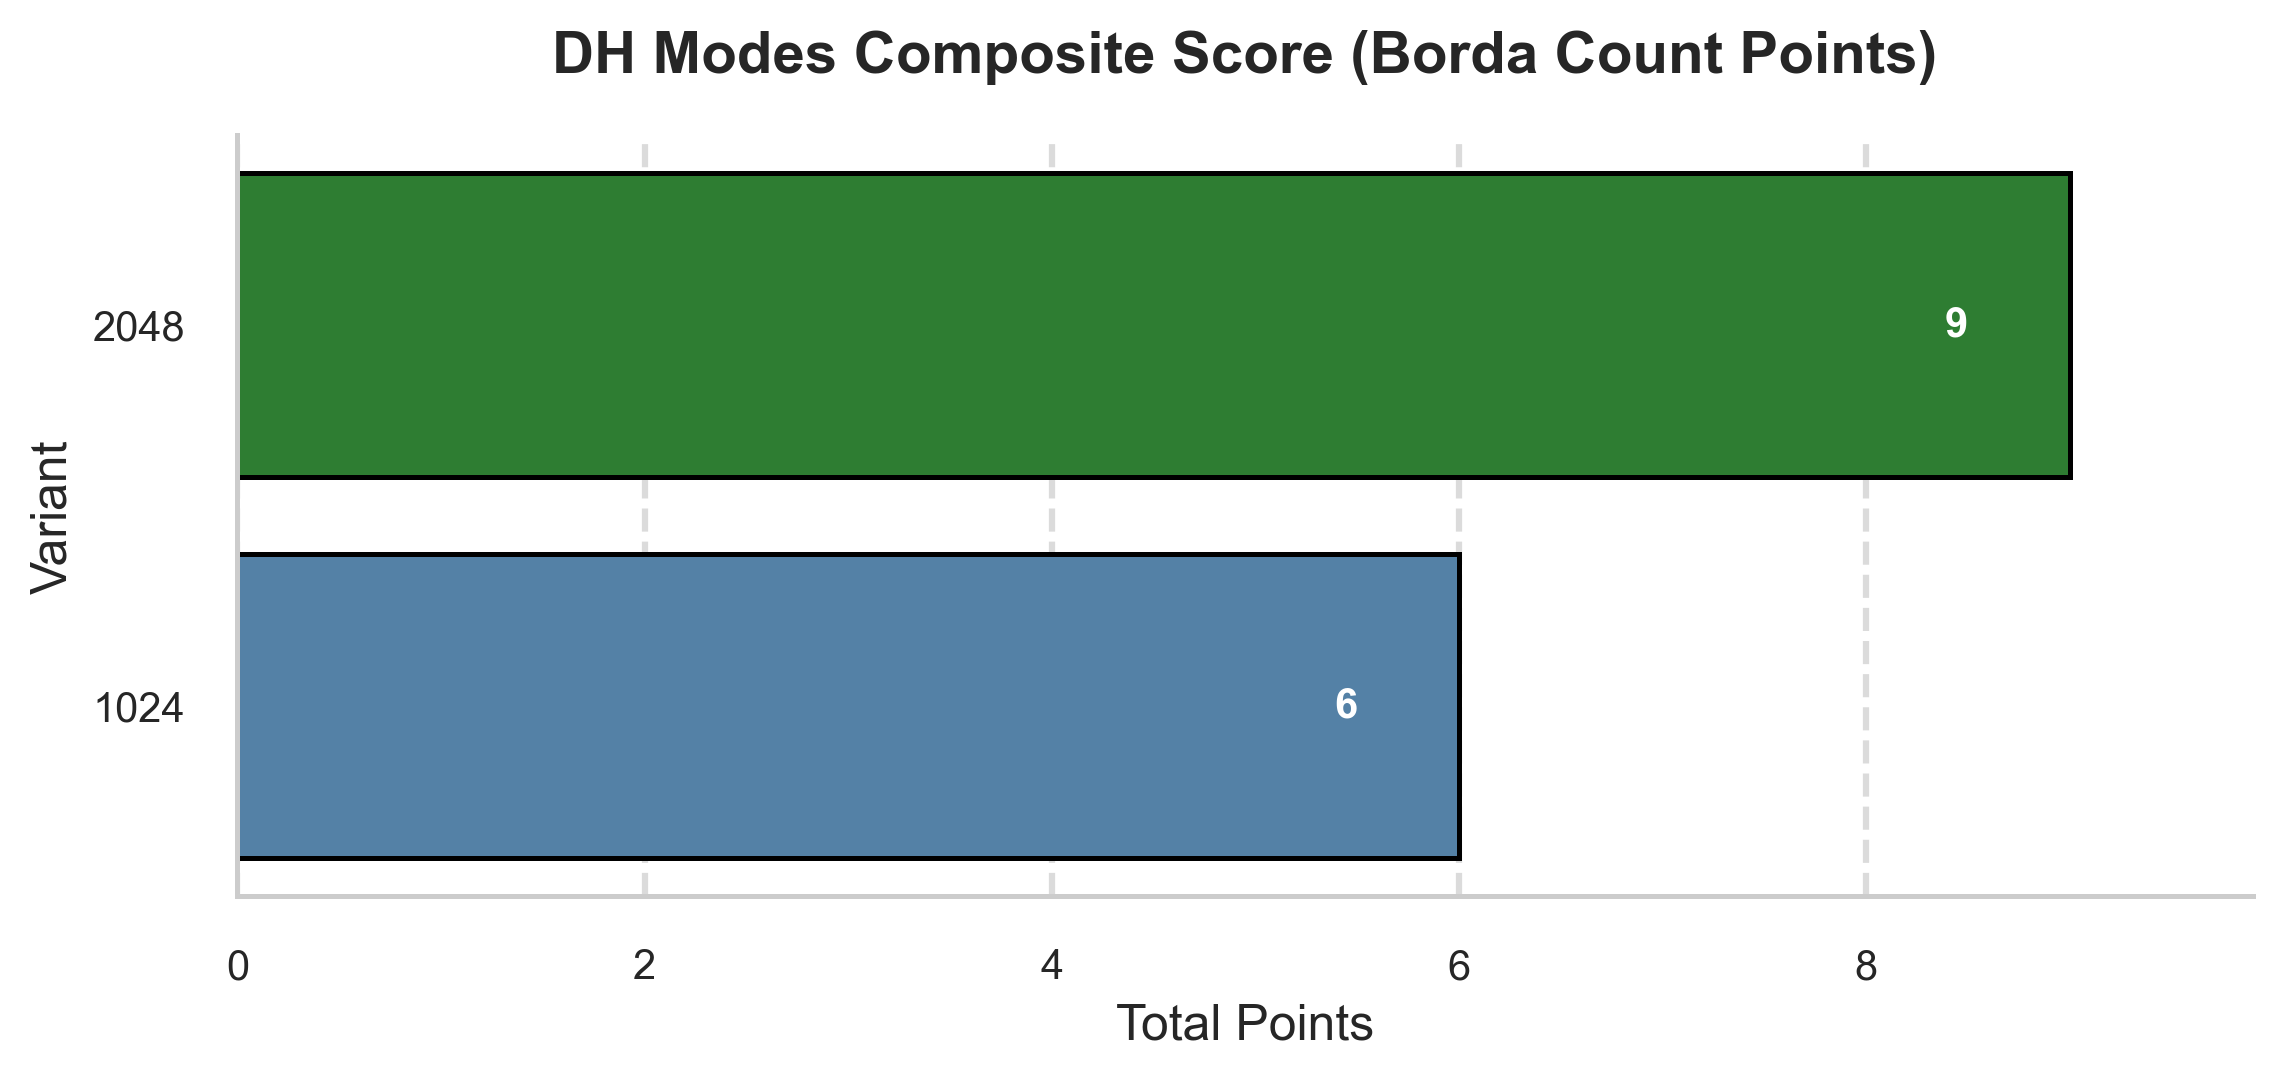 DH Modes Composite Score (Borda Count Points)
2048
9
Variant
1024
6
0 2 4 6 8
Total Points